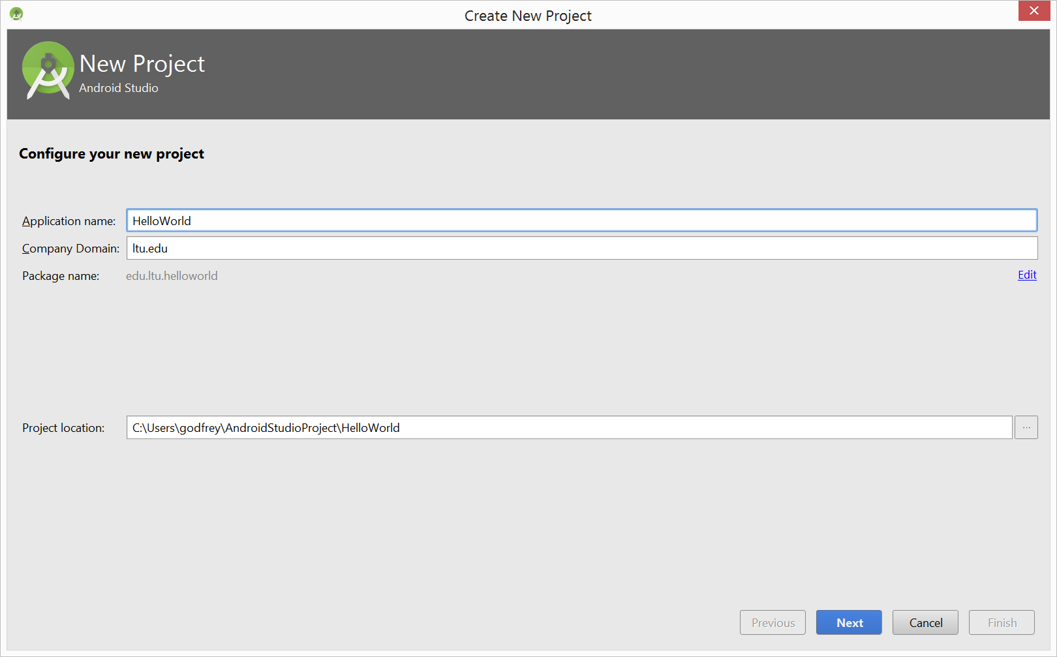 Create New Project
New Project
Android Studio
Configure your new project
Application name: HelloWorld
Company Domain: ltu.edu
Package name: edu.ltu.helloworld Edit
Project location: C:\Users\godfrey\AndroidStudioProject\HelloWorld ...
Previous Next Cancel Finish